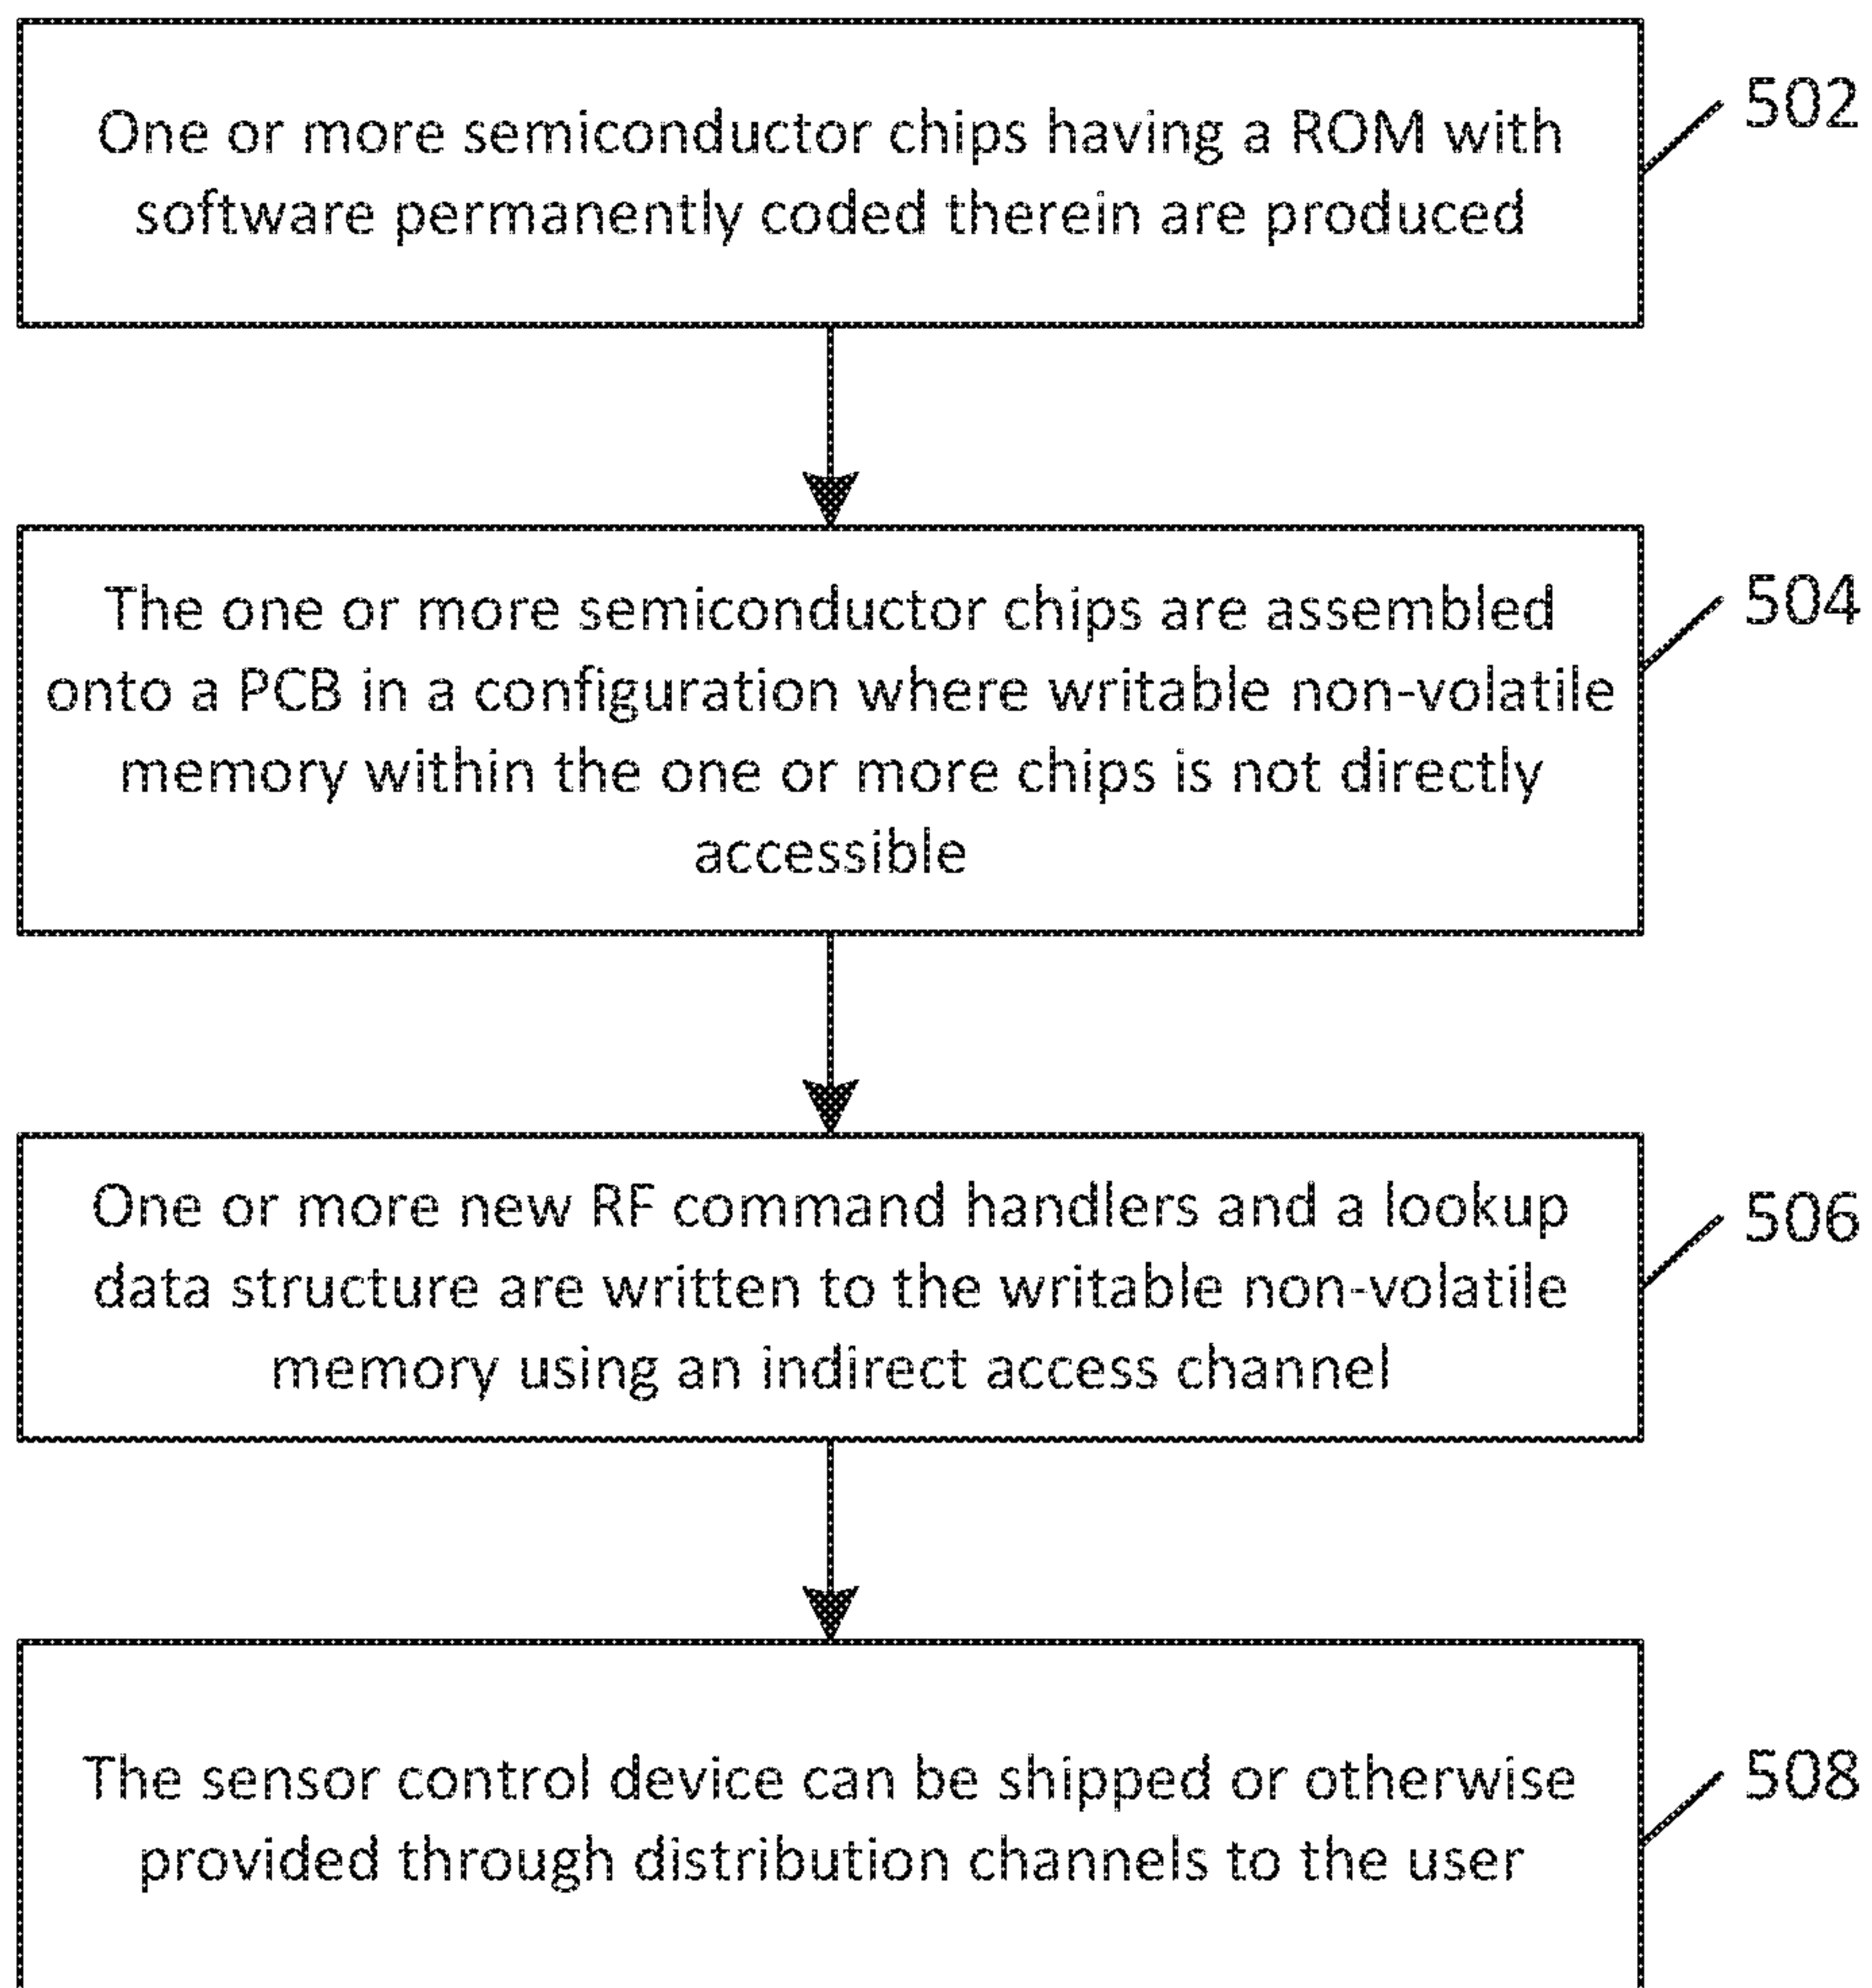 One or more semiconductor chips having a ROM with
software permanently coded therein are produced
502
The one or more semiconductor chips are assembled
onto a PCB in a configuration where writable non-volatile
memory within the one or more chips is not directly
accessible
504
One or more new RF command handlers and a lookup
data structure are written to the writable non-volatile
memory using an indirect access channel
506
The sensor control device can be shipped or otherwise
provided through distribution channels to the user
508